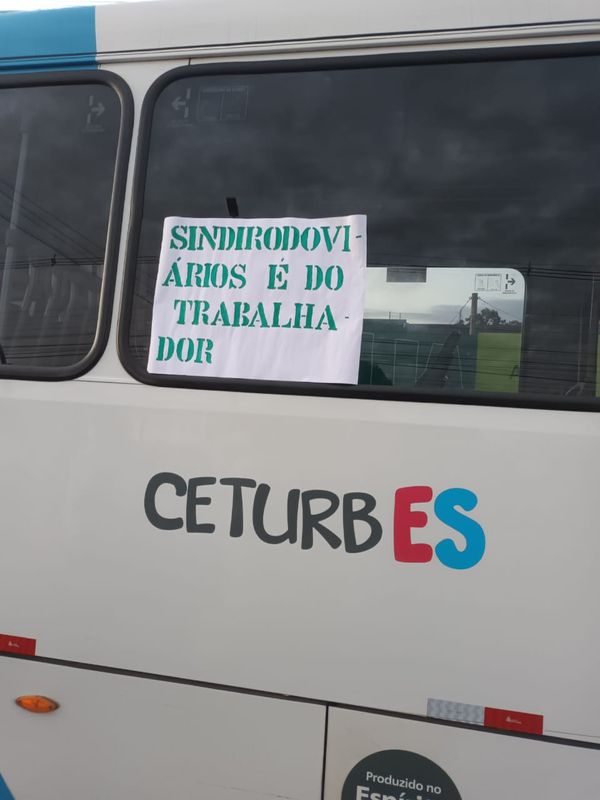 SINDIRODOVI-
ÁRIOS É DO
TRABALHA-
DOR
CETURB ES
Produzido no